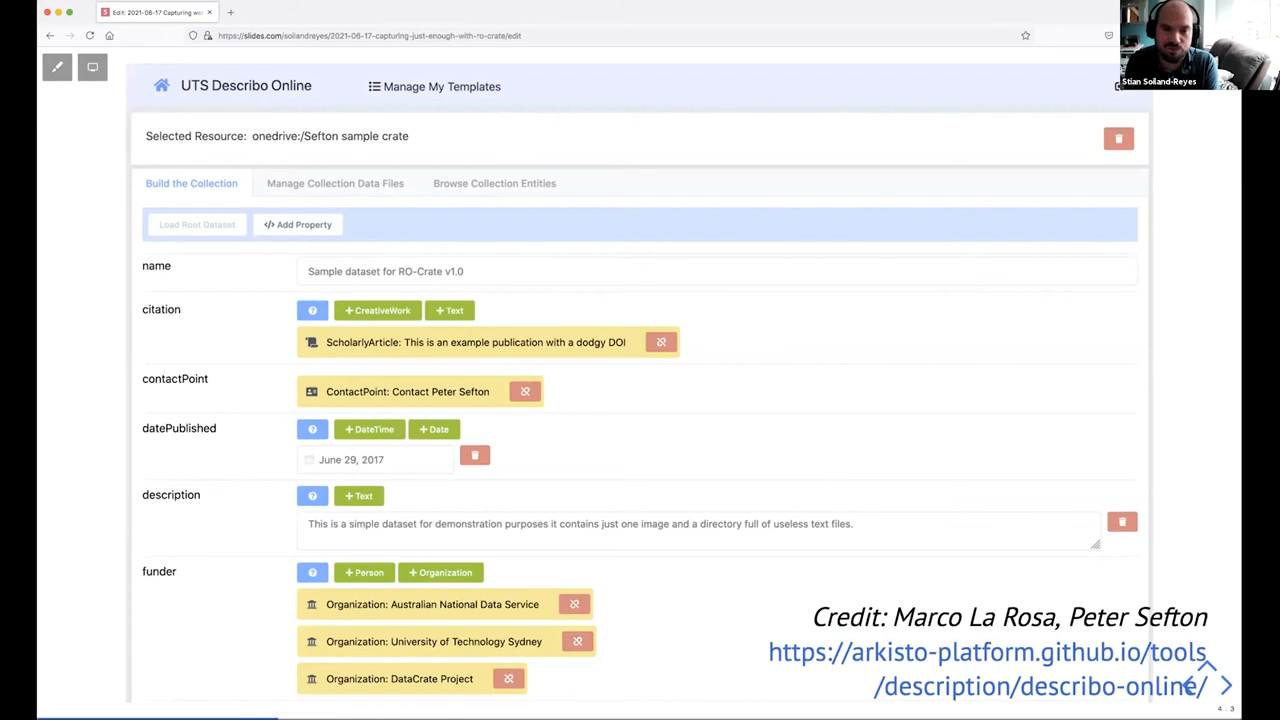 Edit: 2021-06-17 Capturing wo
https://slides.com/soilandreyes/2021-06-17-capturing-just-enough-with-ro-crate/edit
Stian Soiland-Reyes
UTS Describo Online
Manage My Templates
Selected Resource: onedrive:/Sefton sample crate
Build the Collection
Manage Collection Data Files
Browse Collection Entities
Load Root Dataset
Add Property
name
Sample dataset for RO-Crate v1.0
citation
CreativeWork
Text
ScholarlyArticle: This is an example publication with a dodgy DOI
contactPoint
ContactPoint: Contact Peter Sefton
datePublished
DateTime
Date
June 29, 2017
description
Text
This is a simple dataset for demonstration purposes it contains just one image and a directory full of useless text files.
funder
Person
Organization
Organization: Australian National Data Service
Organization: University of Technology Sydney
Organization: DataCrate Project
Credit: Marco La Rosa, Peter Sefton
https://arkisto-platform.github.io/tools
/description/describo-online/
4.3